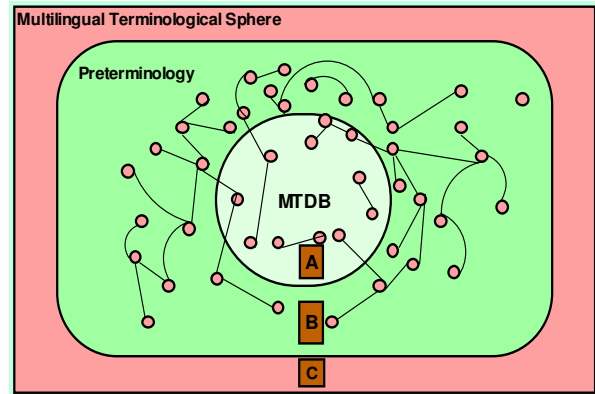 Multilingual Terminological Sphere
Preterminology
MTDB
A
B
C